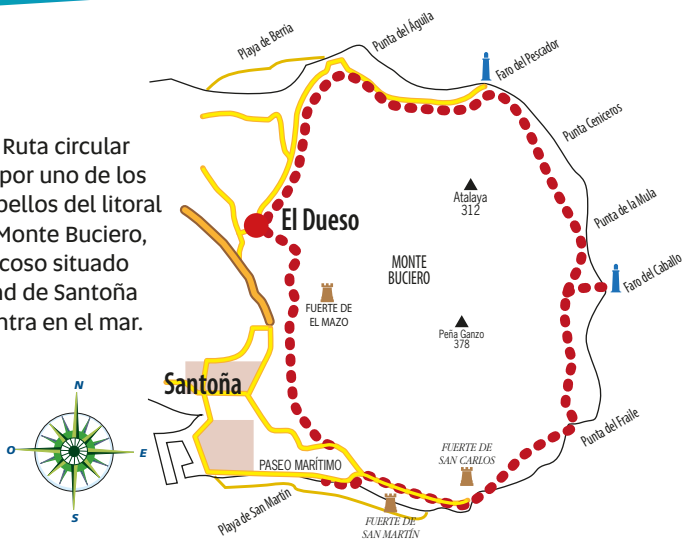 Playa de Berria
Punta del Águila
Faro del Pescador
Ruta circular
por uno de los
bellos del litoral
Monte Buciero,
coso situado
ad de Santoña
ntra en el mar.
Punta Ceniceros
Atalaya
312
Punta de la Mula
El Dueso
MONTE
BUCIERO
Faro del Caballo
FUERTE DE
EL MAZO
Peña Ganzo
378
Santoña
N
O
E
S
Punta del Fraile
PASEO MARÍTIMO
FUERTE DE
SAN CARLOS
Playa de San Martín
FUERTE DE
SAN MARTÍN